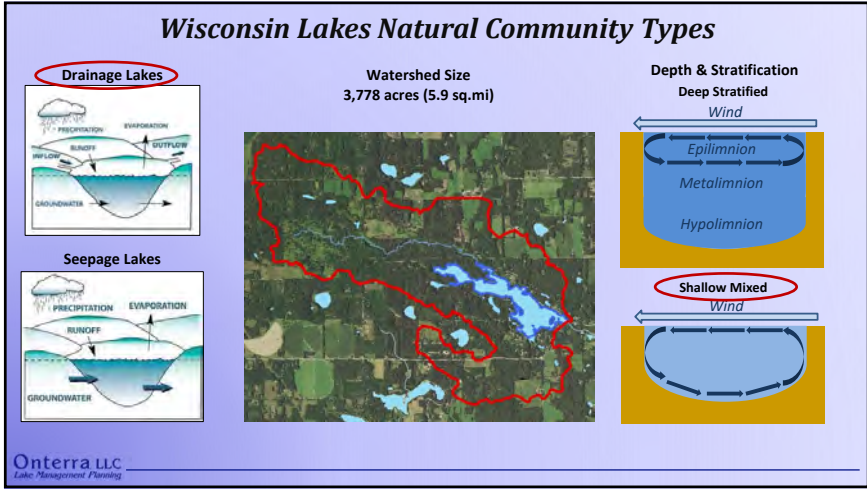 Wisconsin Lakes Natural Community Types
Drainage Lakes
PRECIPITATION
EVAPORATION
RUNOFF
INFLOW
OUTFLOW
GROUNDWATER
Seepage Lakes
PRECIPITATION
EVAPORATION
RUNOFF
GROUNDWATER
Watershed Size
3,778 acres (5.9 sq.mi)
Depth & Stratification
Deep Stratified
Wind
Epilimnion
Metalimnion
Hypolimnion
Shallow Mixed
Wind
Onterra LLC
Lake Management Planning